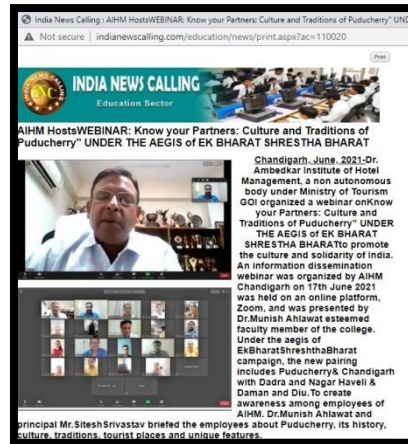 India News Calling : AIHM HostsWEBINAR: Know your Partners: Culture and Traditions of Puducherry" UND
Not secure | indianewscalling.com/education/news/print.aspx?ac=110020
Print
INDIA NEWS CALLING
Education Sector
AIHM HostsWEBINAR: Know your Partners: Culture and Traditions of
Puducherry" UNDER THE AEGIS of EK BHARAT SHRESTHA BHARAT
Chandigarh, June, 2021-Dr.
Ambedkar Institute of Hotel
Management, a non autonomous
body under Ministry of Tourism
GOI organized a webinar onKnow
your Partners: Culture and
Traditions of Puducherry" UNDER
THE AEGIS OF EK BHARAT
SHRESTHA BHARATto promote
the culture and solidarity of India.
An information dissemination
webinar was organized by AIHM
Chandigarh on 17th June 2021
was held on an online platform,
Zoom, and was presented by
Dr.Munish Ahlawat esteemed
faculty member of the college.
Under the aegis of
EkBharatShreshthaBharat
campaign, the new pairing
includes Puducherry& Chandigarh
with Dadra and Nagar Haveli &
Daman and Diu.To create
awareness among employees of
AIHM. Dr.Munish Ahlawat and
principal Mr.SiteshSrivastav briefed the employees about Puducherry, its history,
culture, traditions, tourist places and unique features.